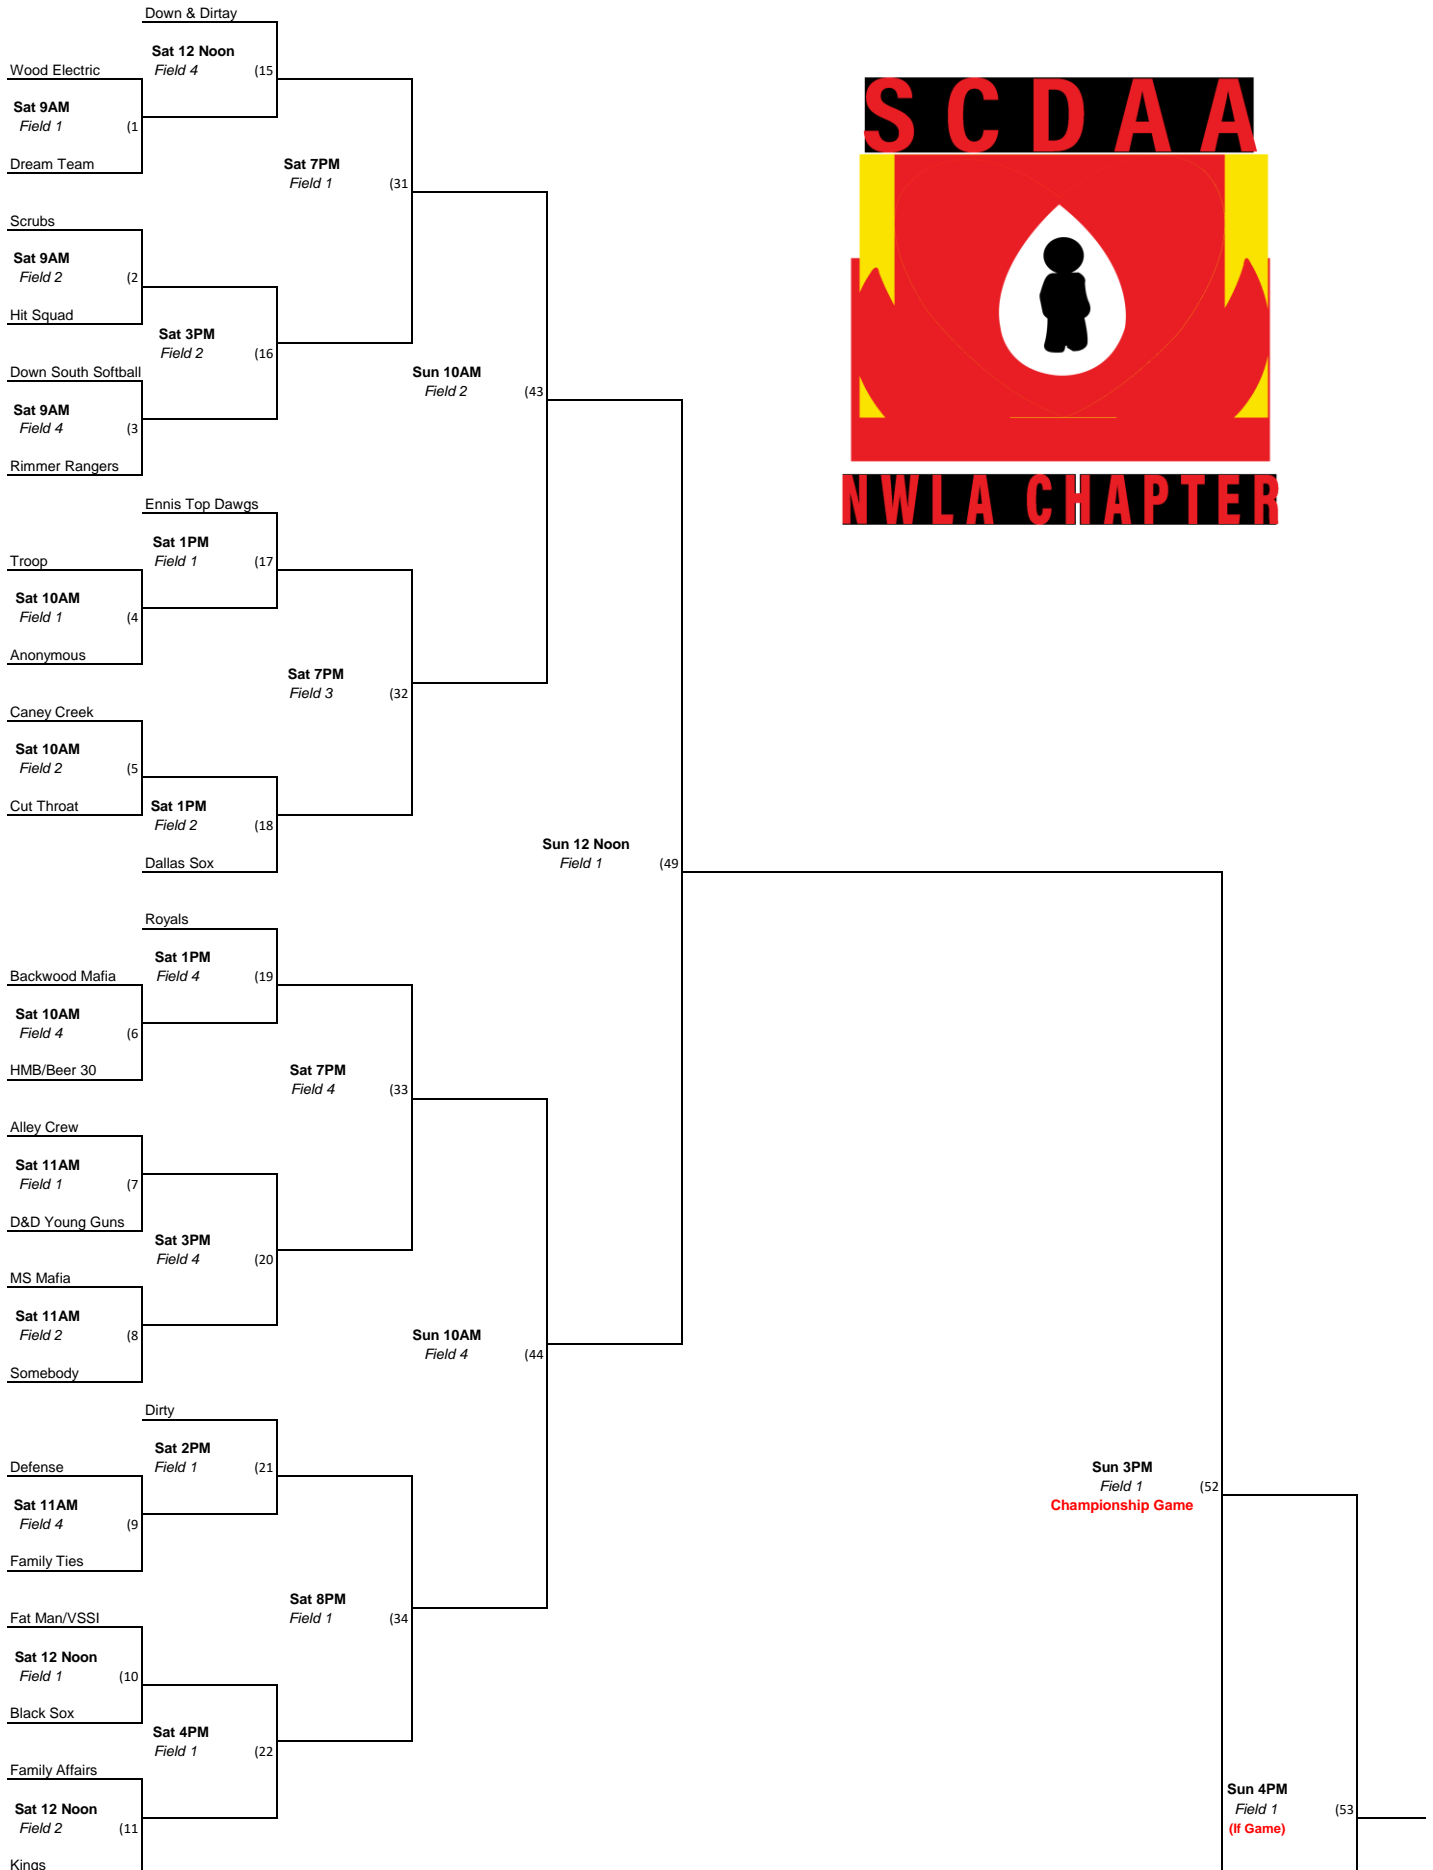 Down & Dirtay
Sat 12 Noon
Wood Electric
Field 4 (15
Sat 9AM
Field 1 (1
Dream Team
Sat 7PM
Field 1 (31
Scrubs
Sat 9AM
Field 2 (2
Hit Squad
Sat 3PM
Field 2 (16
Down South Softball
Sun 10AM
Field 2 (43
Sat 9AM
Field 4 (3
Rimmer Rangers
Ennis Top Dawgs
Sat 1PM
Troop
Field 1 (17
Sat 10AM
Field 1 (4
Anonymous
Sat 7PM
Field 3 (32
Caney Creek
Sat 10AM
Field 2 (5
Cut Throat
Sat 1PM
Field 2 (18
Dallas Sox
Sun 12 Noon
Field 1 (49
Royals
Sat 1PM
Backwood Mafia
Field 4 (19
Sat 10AM
Field 4 (6
HMB/Beer 30
Sat 7PM
Field 4 (33
Alley Crew
Sat 11AM
Field 1 (7
D&D Young Guns
Sat 3PM
Field 4 (20
MS Mafia
Sat 11AM
Field 2 (8
Somebody
Sun 10AM
Field 4 (44
Dirty
Sat 2PM
Defense
Field 1 (21
Sat 11AM
Field 4 (9
Family Ties
Sun 3PM
Field 1 (52
Championship Game
Fat Man/VSSI
Sat 8PM
Field 1 (34
Sat 12 Noon
Field 1 (10
Black Sox
Sat 4PM
Field 1 (22
Family Affairs
Sat 12 Noon
Field 2 (11
Kings
Sun 4PM
Field 1 (53
(If Game)
SCDAA
NWLA CHAPTER